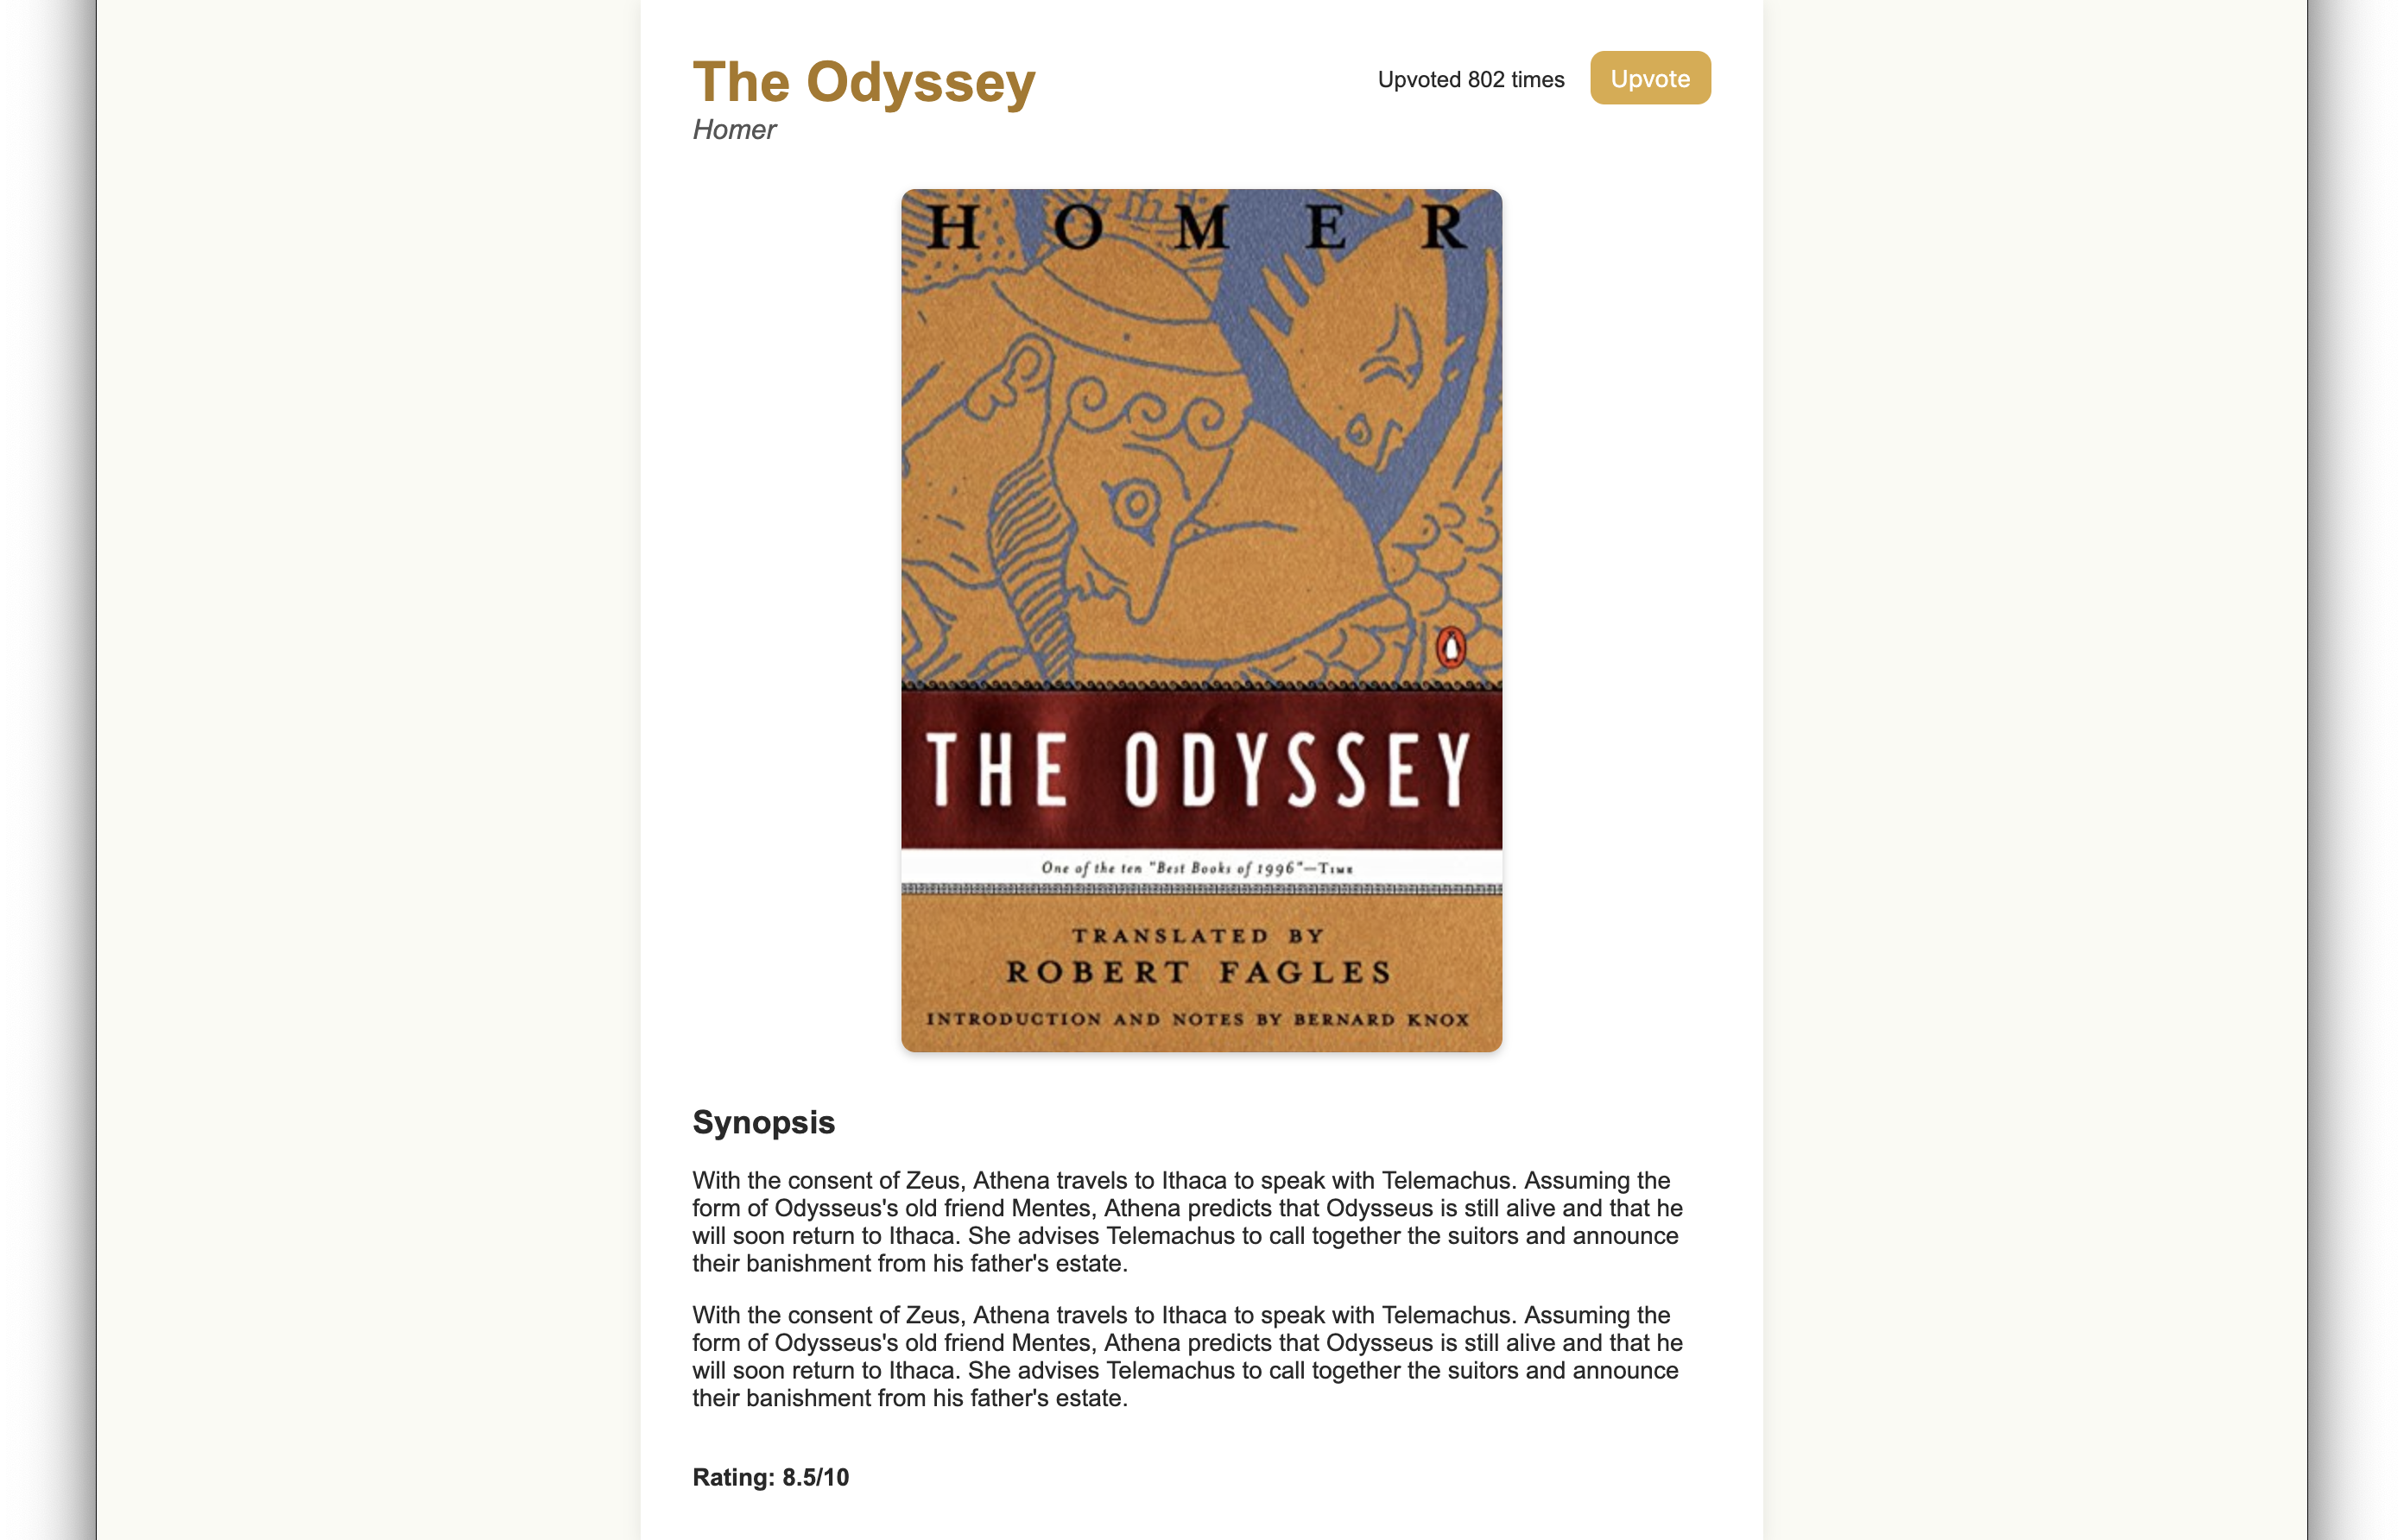 The Odyssey
Upvoted 802 times
Upvote
Homer
HOMER
THE ODYSSEY
One of the ten "Best Books of 1996"—TIME
TRANSLATED BY
ROBERT FAGLES
INTRODUCTION AND NOTES BY BERNARD KNOX
Synopsis
With the consent of Zeus, Athena travels to Ithaca to speak with Telemachus. Assuming the
form of Odysseus's old friend Mentes, Athena predicts that Odysseus is still alive and that he
will soon return to Ithaca. She advises Telemachus to call together the suitors and announce
their banishment from his father's estate.
With the consent of Zeus, Athena travels to Ithaca to speak with Telemachus. Assuming the
form of Odysseus's old friend Mentes, Athena predicts that Odysseus is still alive and that he
will soon return to Ithaca. She advises Telemachus to call together the suitors and announce
their banishment from his father's estate.
Rating: 8.5/10